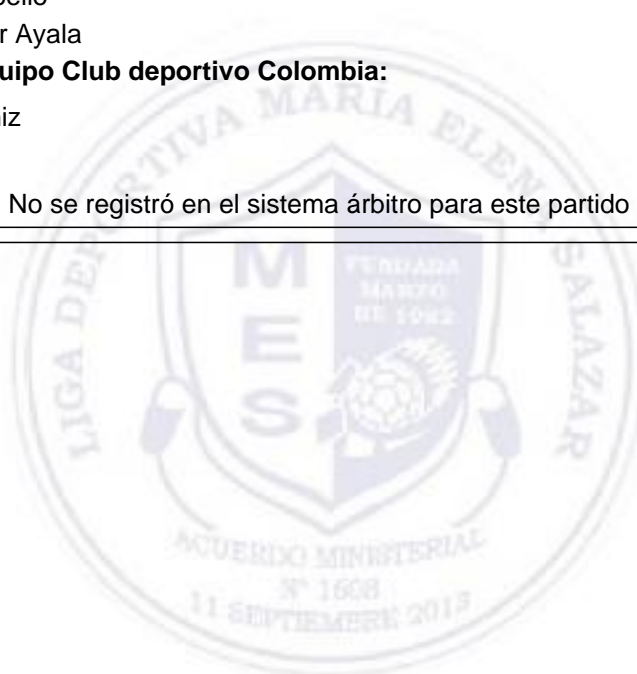 r Ayala
uipo Club deportivo Colombia:
iz
No se registró en el sistema árbitro para este partido
LIGA DEPORTIVA MARIA ELENA SALAZAR
M
E
S
FUNDADA
MARZO
DE 1982
ACUERDO MINISTERIAL
Nº 1608
11 SEPTIEMBRE 2013